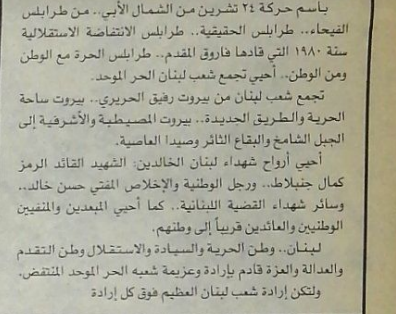 باسم حركة ٢٤ تشرين من الشمال الأبي.. من طرابلس
الفيحاء.. طرابلس الحقيقية.. طرابلس الانتفاضة الاستقلالية
سنة ١٩٨٠ التي قادها فاروق المقدم.. طرابلس الحرة مع الوطن
ومن الوطن.. أحيي تجمع شعب لبنان الحر الموحد.
تجمع شعب لبنان من بيروت رفيق الحريري.. بيروت ساحة
الحرية والطريق الجديدة.. بيروت المصيطبة والأشرفية إلى
الجبل الشامخ والبقاع الثائر وصيدا العاصية.
أحيي أرواح شهداء لبنان الخالدين: الشهيد القائد الرمز
كمال جنبلاط.. ورجل الوطنية والإخلاص المفتي حسن خالد..
وسائر شهداء القضية اللبنانية.. كما أحيي المبعدين والمنفيين
الوطنيين والعائدين قريباً إلى وطنهم.
لبنان.. وطن الحرية والسيادة والاستقلال وطن التقدم
والعدالة والعزة قادم بإرادة وعزيمة شعبه الحر الموحد المنتفض.
ولتكن إرادة شعب لبنان العظيم فوق كل إرادة